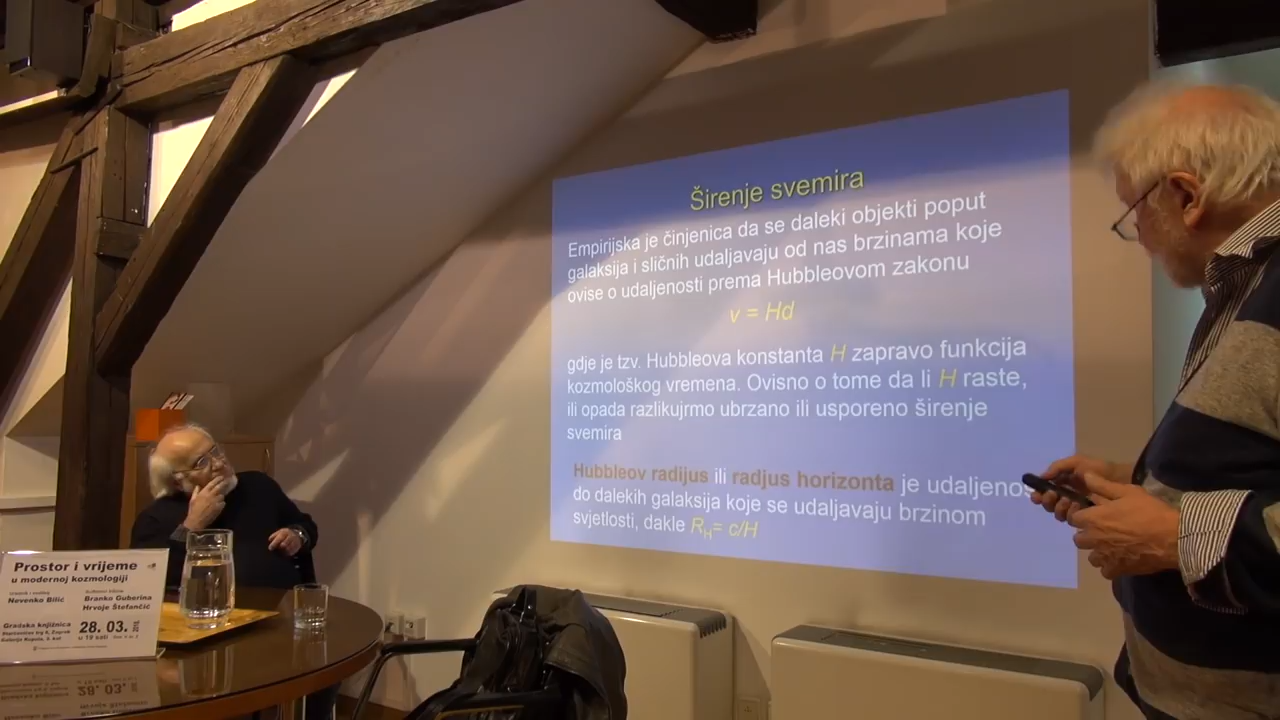 Širenje svemira
Empirijska je činjenica da se daleki objekti poput
galaksija i sličnih udaljavaju od nas brzinama koje
ovise o udaljenosti prema Hubbleovom zakonu
v = Hd
gdje je tzv. Hubbleova konstanta H zapravo funkcija
kozmološkog vremena. Ovisno o tome da li H raste,
ili opada razlikujrmo ubrzano ili usporeno širenje
svemira
Hubbleov radijus ili radjus horizonta je udaljenos
do dalekih galaksija koje se udaljavaju brzinom
svjetlosti, dakle R_H= c/H
Prostor i vrijeme
u modernoj kozmologiji
Nevenko Bilić
Branko Guberina
Hrvoje Štefančić
Gradska knjižnica
28. 03.
u 19 sati